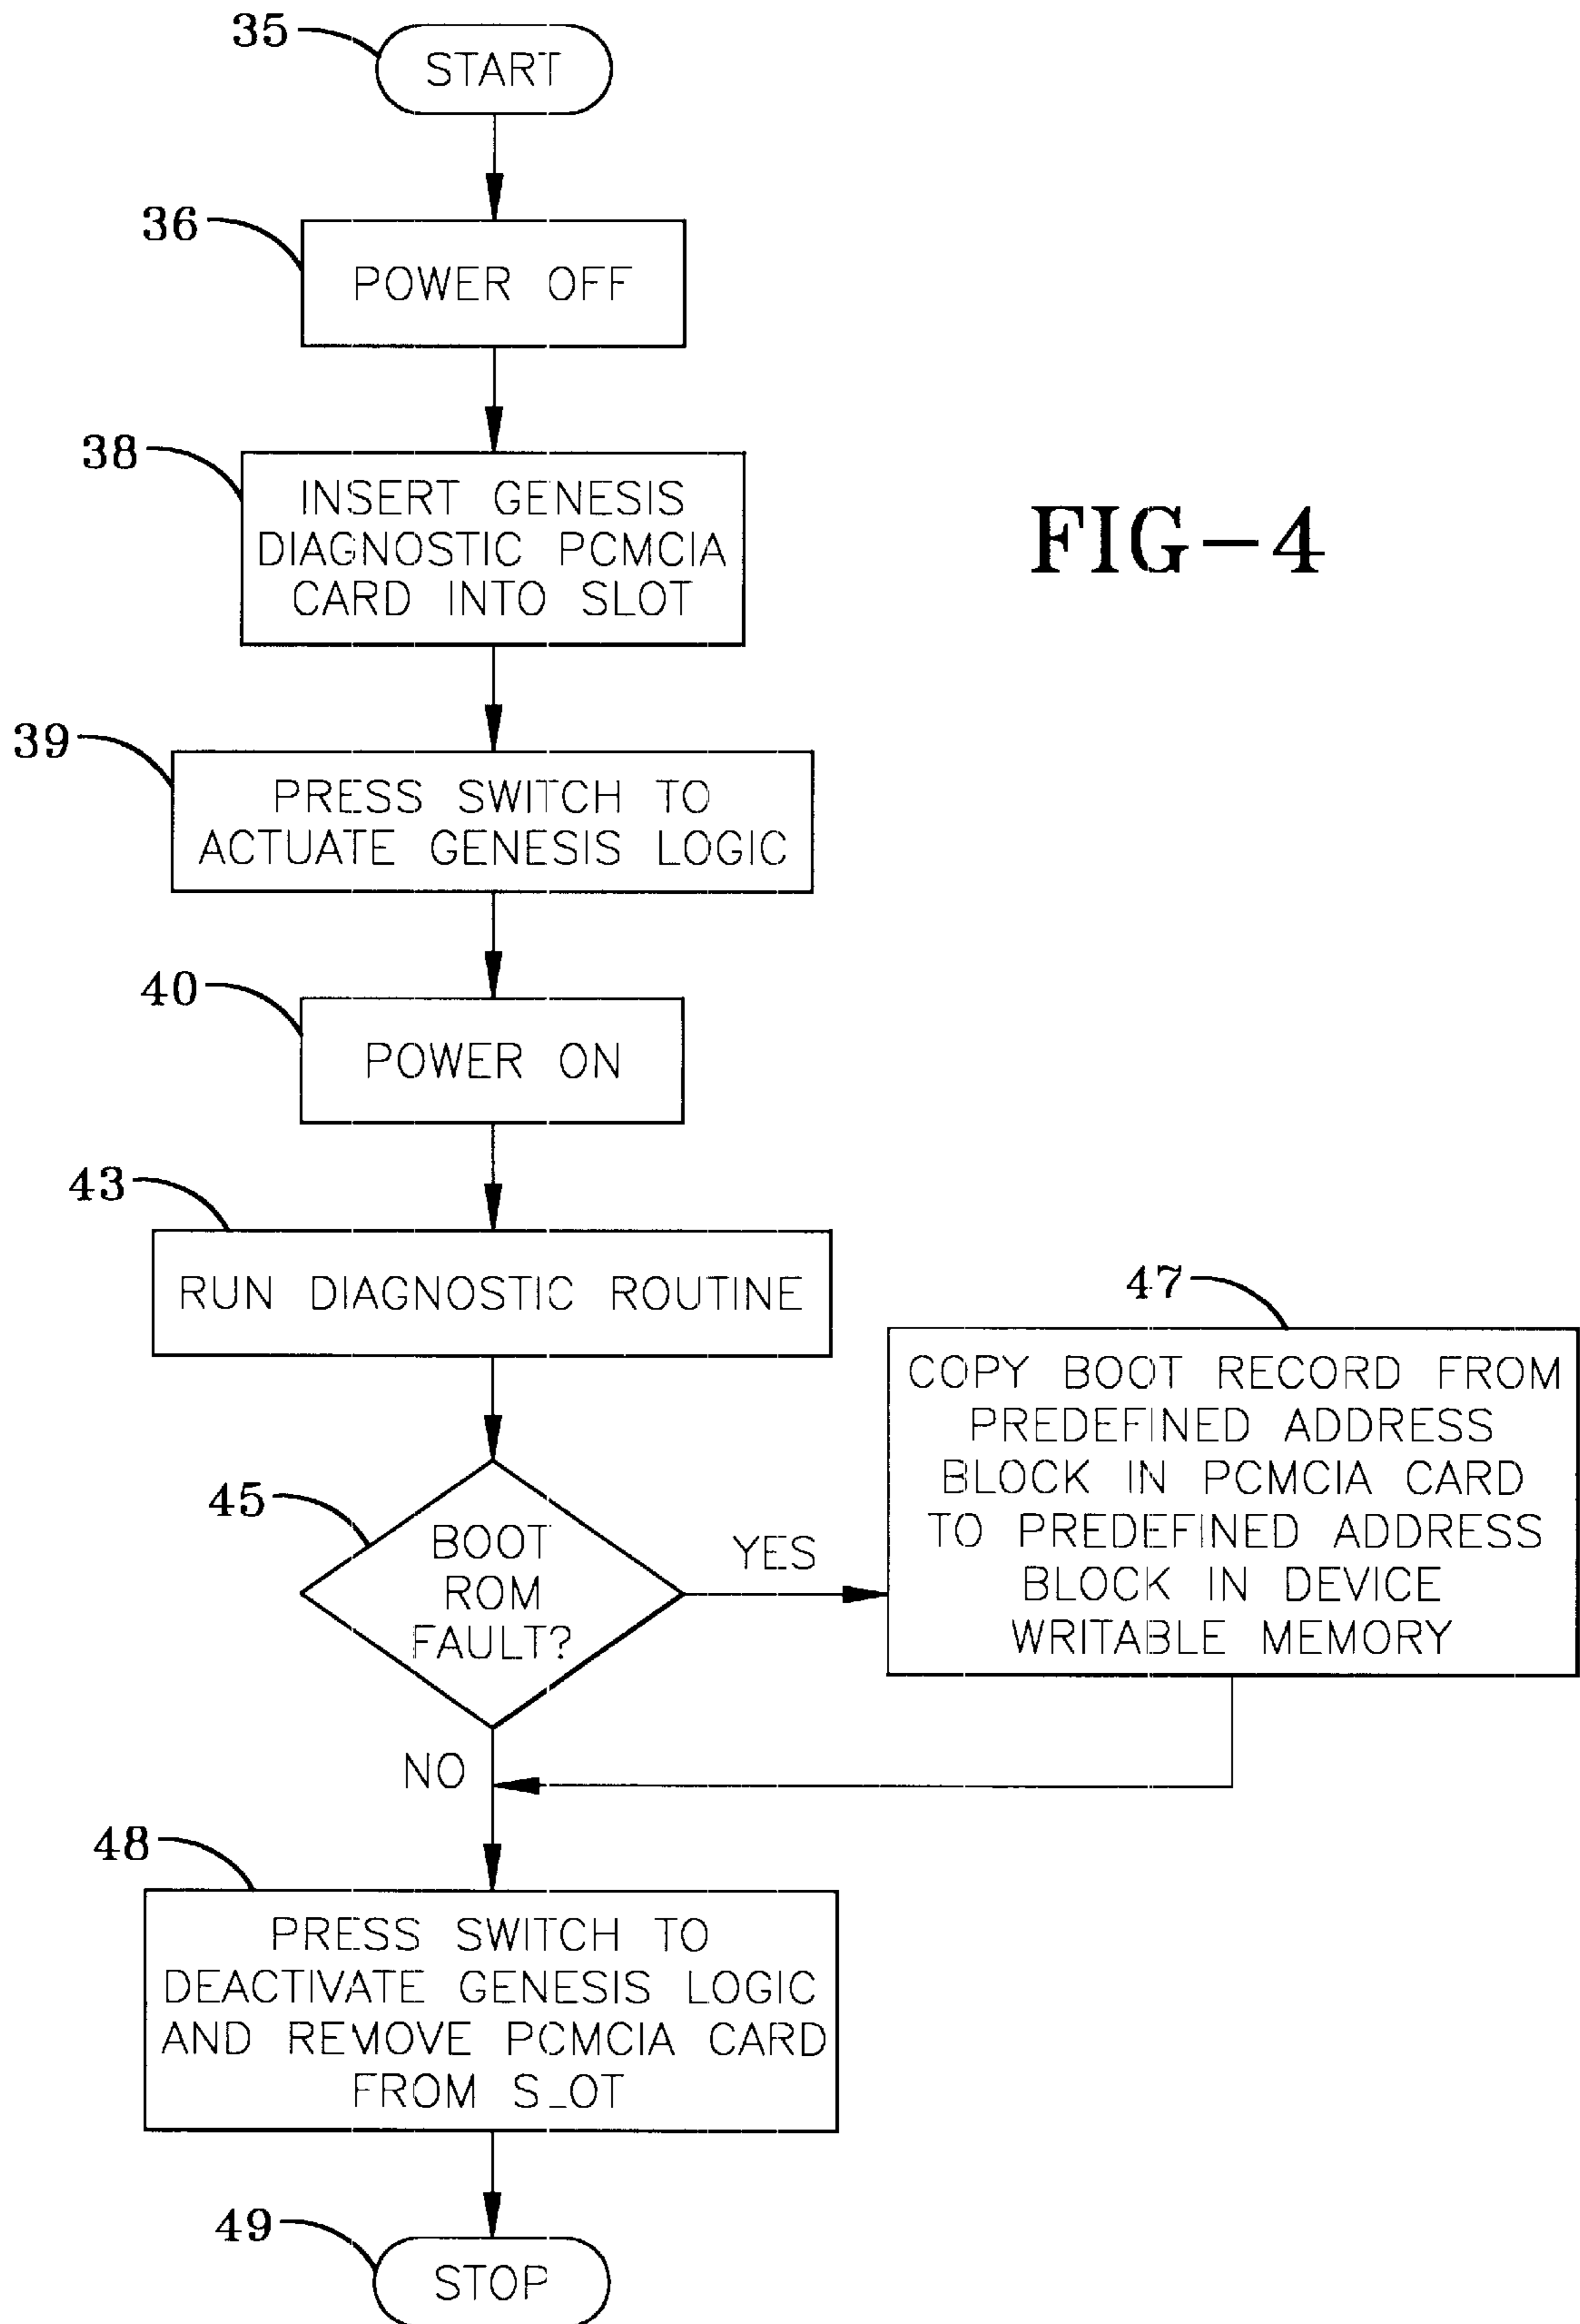 35
START
36
POWER OFF
38
INSERT GENESIS
DIAGNOSTIC PCMCIA
CARD INTO SLOT
FIG-4
39
PRESS SWITCH TO
ACTUATE GENESIS LOGIC
40
POWER ON
43
RUN DIAGNOSTIC ROUTINE
47
COPY BOOT RECORD FROM
PREDEFINED ADDRESS
BLOCK IN PCMCIA CARD
TO PREDEFINED ADDRESS
BLOCK IN DEVICE
WRITABLE MEMORY
45
BOOT
ROM
FAULT?
YES
NO
48
PRESS SWITCH TO
DEACTIVATE GENESIS LOGIC
AND REMOVE PCMCIA CARD
FROM SLOT
49
STOP